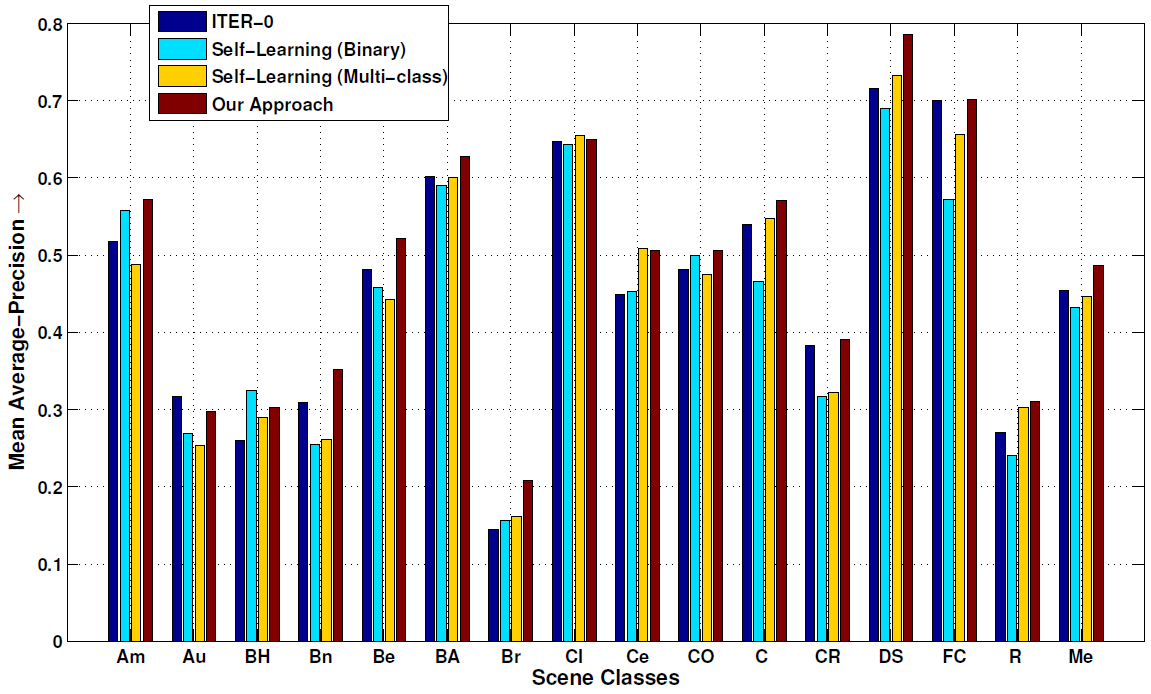 ITER-0
Self-Learning (Binary)
Self-Learning (Multi-class)
Our Approach
Mean Average-Precision →
0.8
0.7
0.6
0.5
0.4
0.3
0.2
0.1
0
Am Au BH Bn Be BA Br Cl Ce CO C CR DS FC R Me
Scene Classes